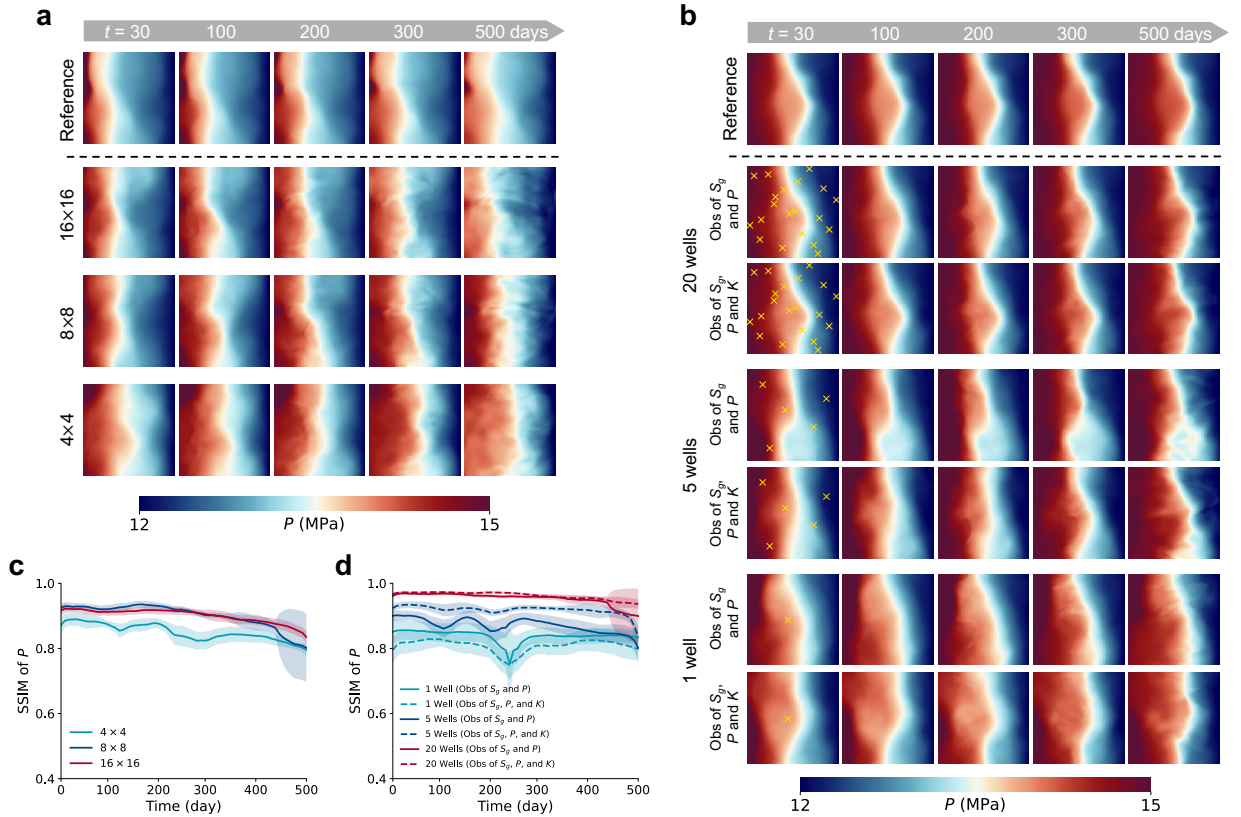 a
t = 30 100 200 300 500 days
Reference
16×16
8×8
4×4
12 15
P (MPa)
b
t = 30 100 200 300 500 days
Reference
20 wells
Obs of Sg
and P
Obs of Sg,
P and K
5 wells
Obs of Sg
and P
Obs of Sg,
P and K
1 well
Obs of Sg
and P
Obs of Sg,
P and K
12 15
P (MPa)
c
SSIM of P
1.0
0.8
0.6
0.4
4 × 4
8 × 8
16 × 16
0 100 200 300 400 500
Time (day)
d
SSIM of P
1.0
0.8
0.6
0.4
1 Well (Obs of Sg and P)
1 Well (Obs of Sg, P, and K)
5 Wells (Obs of Sg and P)
5 Wells (Obs of Sg, P, and K)
20 Wells (Obs of Sg and P)
20 Wells (Obs of Sg, P, and K)
0 100 200 300 400 500
Time (day)